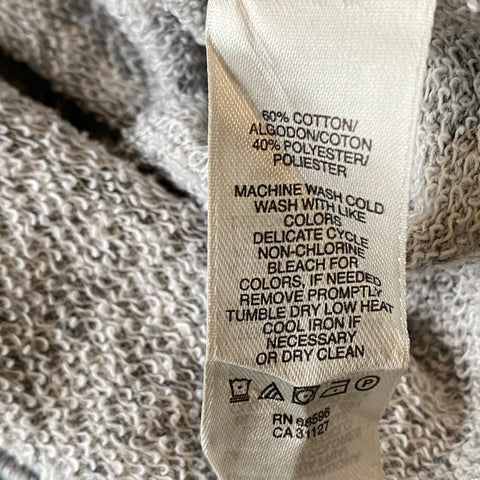 60% COTTON/
ALGODON/COTON
40% POLYESTER/
POLIESTER
MACHINE WASH COLD
WASH WITH LIKE
COLORS
DELICATE CYCLE
NON-CHLORINE
BLEACH FOR
COLORS, IF NEEDED
REMOVE PROMPTLY
TUMBLE DRY LOW HEAT
COOL IRON IF
NECESSARY
OR DRY CLEAN
RN
CA